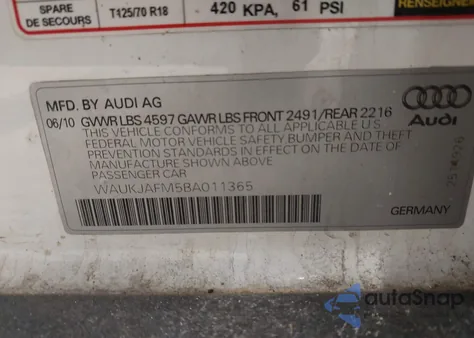 SPARE
DE SECOURS
T125/70 R18
420 KPA, 61 PSI
MFD. BY AUDI AG
06/10 GVWR LBS 4597 GAWR LBS FRONT 2491/REAR 2216
THIS VEHICLE CONFORMS TO ALL APPLICABLE U.S.
FEDERAL MOTOR VEHICLE SAFETY BUMPER AND THEFT
PREVENTION STANDARDS IN EFFECT ON THE DATE OF
MANUFACTURE SHOWN ABOVE
PASSENGER CAR
WAUKJAFM5BA011365
Audi
GERMANY
autoSnap